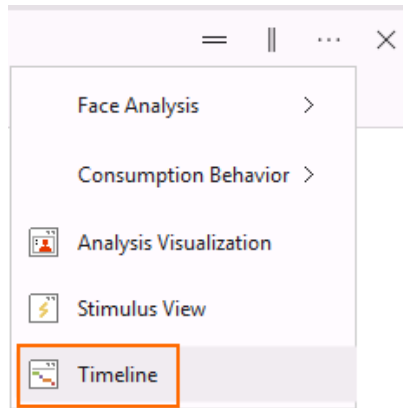 Face Analysis
Consumption Behavior
Analysis Visualization
Stimulus View
Timeline